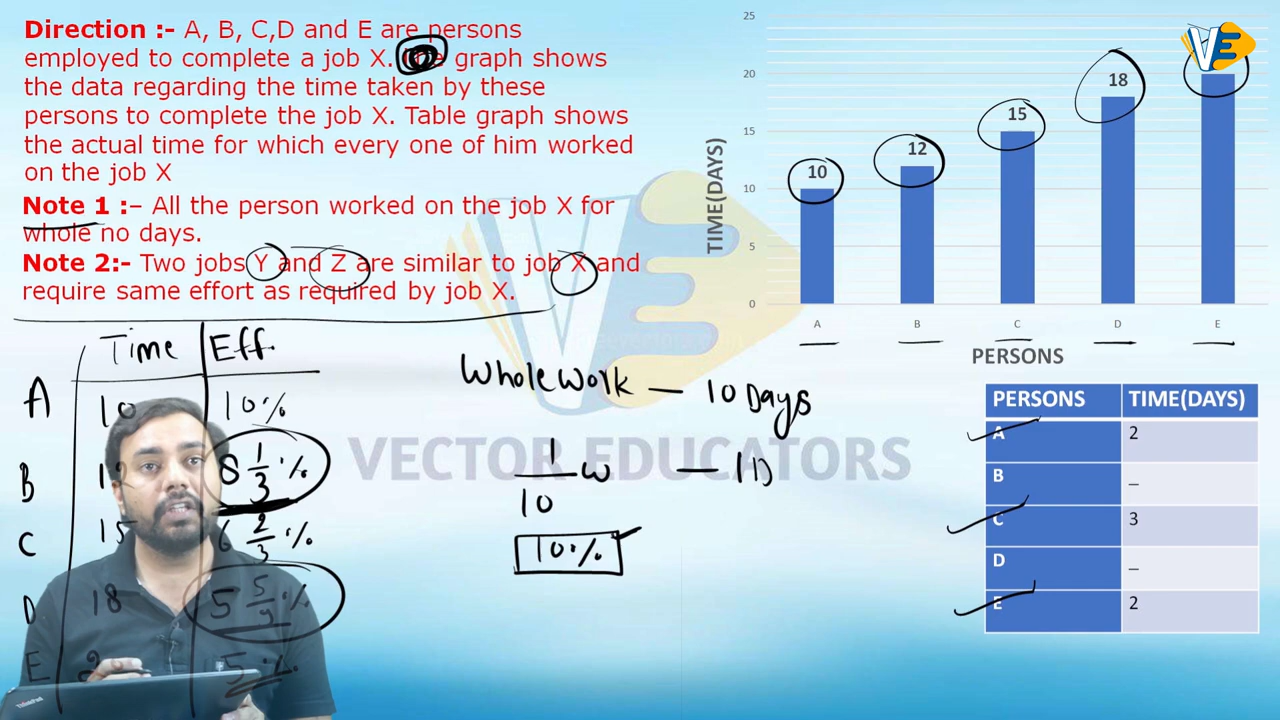 Direction :- A, B, C,D and E are persons
employed to complete a job X. graph shows
the data regarding the time taken by these
persons to complete the job X. Table graph shows
the actual time for which every one of him worked
on the job X
Note 1 :– All the person worked on the job X for
whole no days.
Note 2:- Two jobs Y and Z are similar to job X and
require same effort as required by job X.
25
20
15
10
5
0
TIME(DAYS)
10
12
15
18
A
B
C
D
E
PERSONS
VE
VECTOR EDUCATORS
PERSONS TIME(DAYS)
A 2
B _
C 3
D _
E 2
Time Eff.
A 10 10%
B 8 1/3 %
C 15 6 2/3 %
D 18 5 5/9 %
E 5 %
Whole Work — 10 Days
1/10 w — 1D
10%
ThinkPad